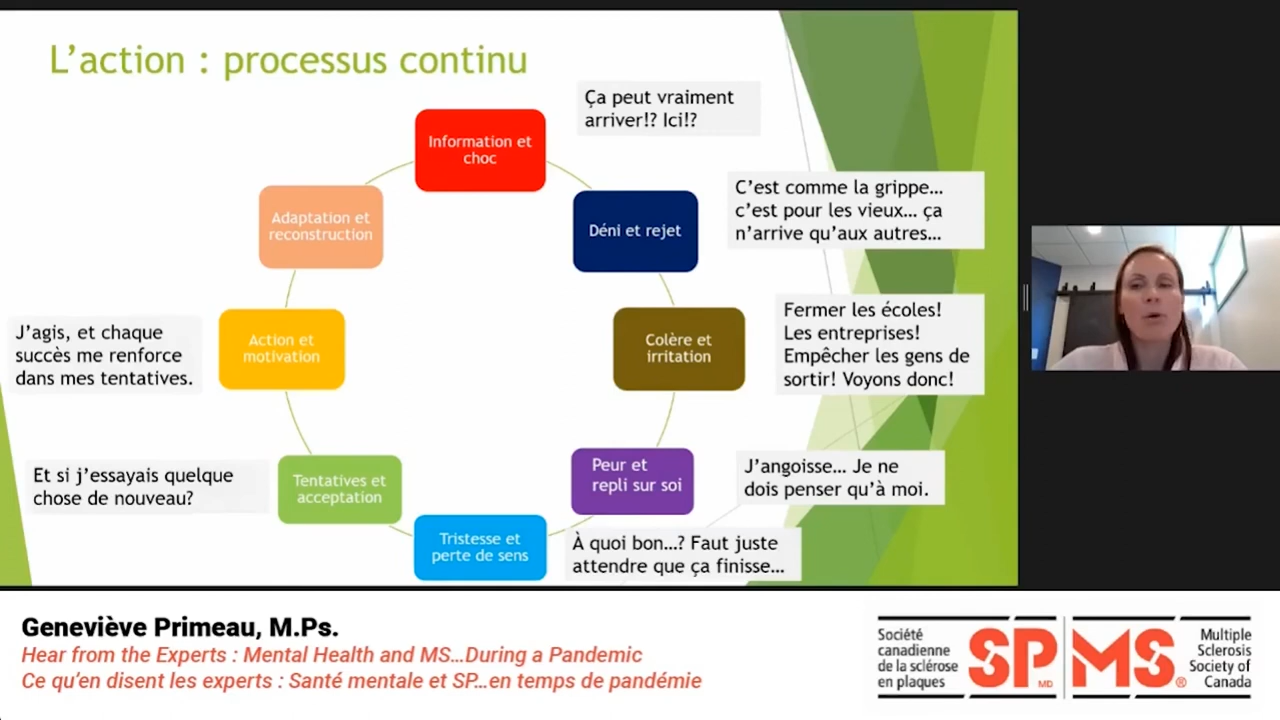 L'action : processus continu
Information et
choc
Ça peut vraiment
arriver!? Ici!?
Déni et rejet
C'est comme la grippe…
c'est pour les vieux… ça
n'arrive qu'aux autres…
Colère et
irritation
Fermer les écoles!
Les entreprises!
Empêcher les gens de
sortir! Voyons donc!
Peur et
repli sur soi
J'angoisse… Je ne
dois penser qu'à moi.
Tristesse et
perte de sens
À quoi bon…? Faut juste
attendre que ça finisse…
Tentatives et
acceptation
Et si j'essayais quelque
chose de nouveau?
Action et
motivation
J'agis, et chaque
succès me renforce
dans mes tentatives.
Adaptation et
reconstruction
Geneviève Primeau, M.Ps.
Hear from the Experts : Mental Health and MS…During a Pandemic
Ce qu'en disent les experts : Santé mentale et SP…en temps de pandémie
Société
canadienne
de la sclérose
en plaques
SP MD
MS ®
Multiple
Sclerosis
Society of
Canada